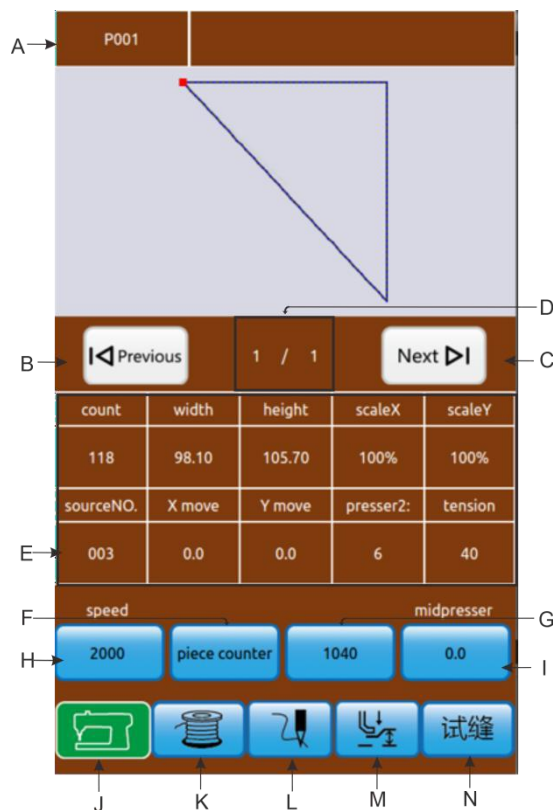 A
P001
D
B
Previous
1 / 1
Next
C
count width height scaleX scaleY
118 98.10 105.70 100% 100%
sourceNO. X move Y move presser2: tension
E
003 0.0 0.0 6 40
speed midpresser
F
G
H
2000 piece counter 1040 0.0
I
试缝
J K L M N